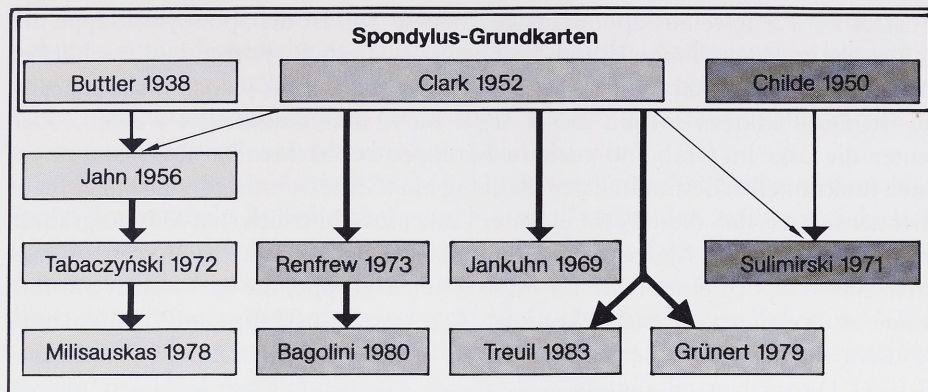 Spondylus-Grundkarten
Buttler 1938 Clark 1952 Childe 1950
Jahn 1956
Tabaczyński 1972 Renfrew 1973 Jankuhn 1969 Sulimirski 1971
Milisauskas 1978 Bagolini 1980 Treuil 1983 Grünert 1979